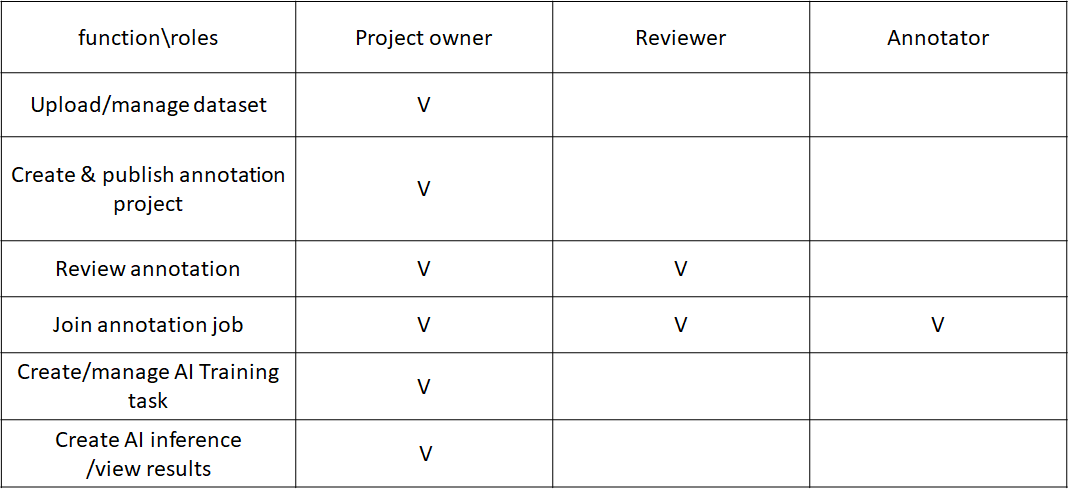 function\roles Project owner Reviewer Annotator
Upload/manage dataset V
Create & publish annotation
project V
Review annotation V V
Join annotation job V V V
Create/manage AI Training
task V
Create AI inference
/view results V